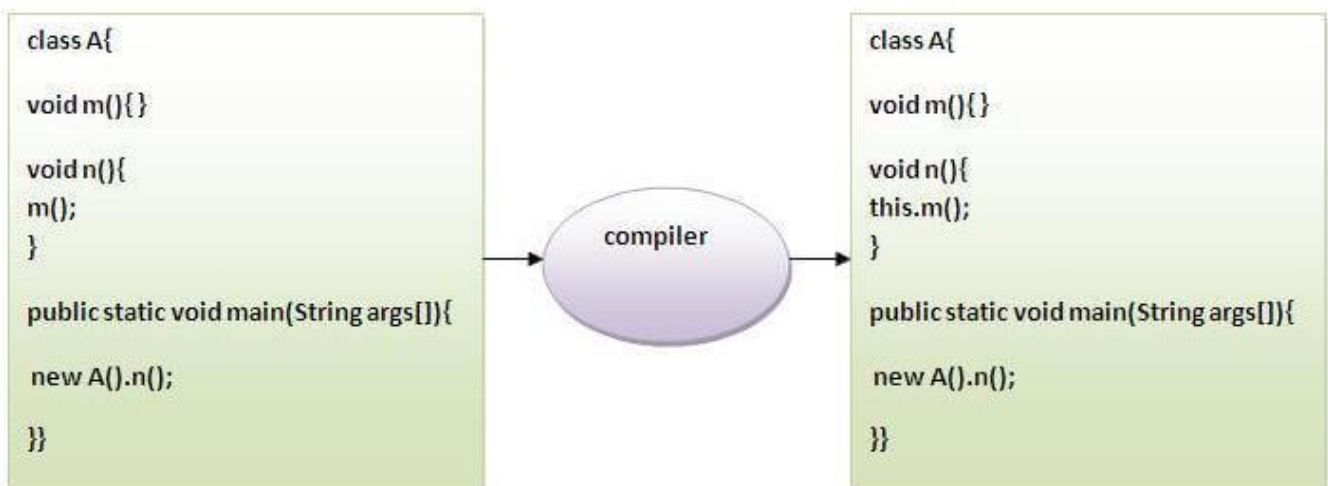 class A{
void m(){}
void n(){
m();
}
public static void main(String args[]){
new A().n();
}}
compiler
class A{
void m(){}
void n(){
this.m();
}
public static void main(String args[]){
new A().n();
}}